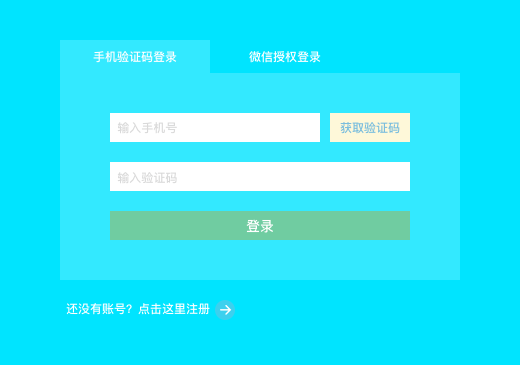 手机验证码登录 微信授权登录
输入手机号 获取验证码
输入验证码
登录
还没有账号？点击这里注册